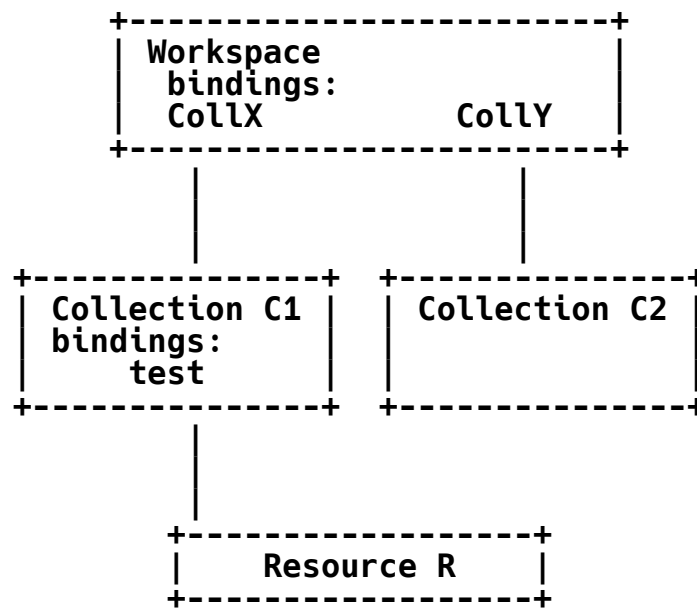 Workspace
bindings:
CollX CollY
Collection C1 Collection C2
bindings:
test
Resource R